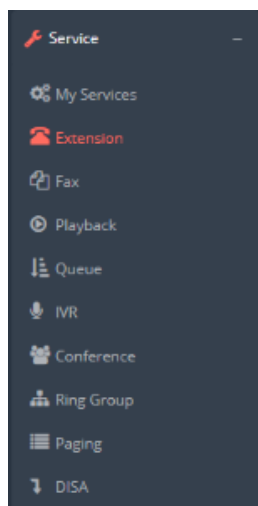 Service
My Services
Extension
Fax
Playback
Queue
IVR
Conference
Ring Group
Paging
DISA